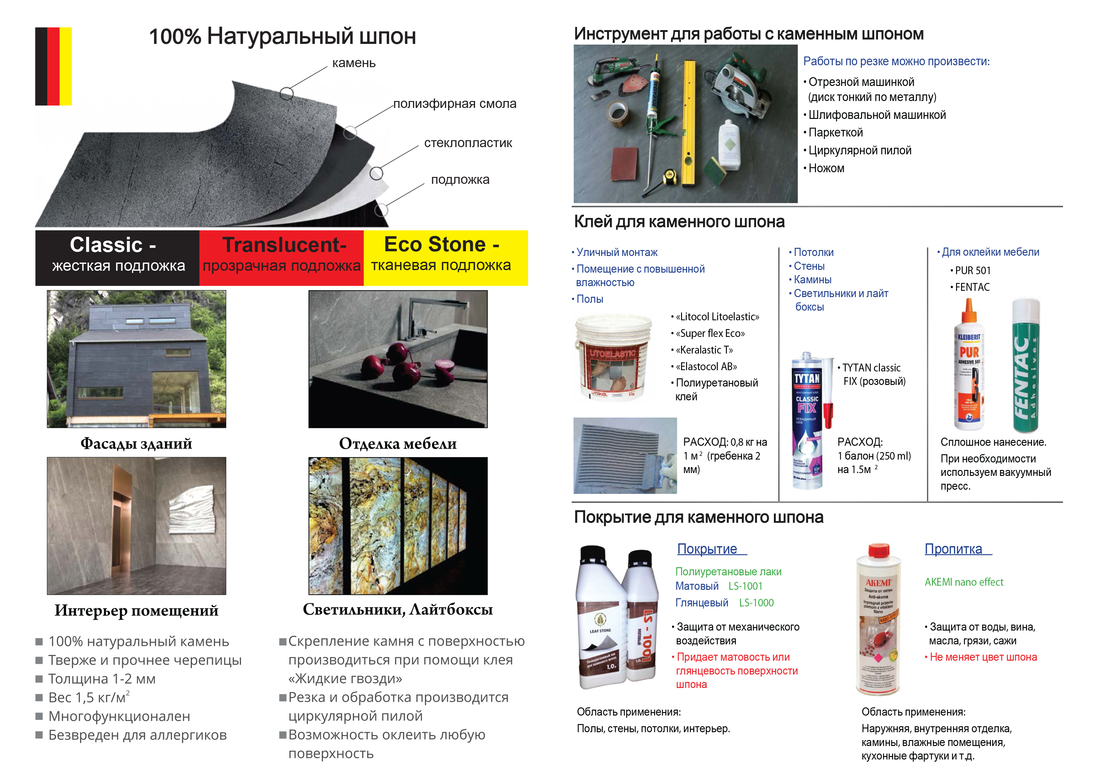 100% Натуральный шпон
камень
полиэфирная смола
стеклопластик
подложка
Classic -
жесткая подложка
Translucent-
прозрачная подложка
Eco Stone -
тканевая подложка
Фасады зданий
Отделка мебели
Интерьер помещений
Светильники, Лайтбоксы
■ 100% натуральный камень
■ Тверже и прочнее черепицы
■ Толщина 1-2 мм
■ Вес 1,5 кг/м²
■ Многофункционален
■ Безвреден для аллергиков
■Скрепление камня с поверхностью
производиться при помощи клея
«Жидкие гвозди»
■Резка и обработка производится
циркулярной пилой
■Возможность оклеить любую
поверхность
Инструмент для работы с каменным шпоном
Работы по резке можно произвести:
• Отрезной машинкой
(диск тонкий по металлу)
• Шлифовальной машинкой
• Паркеткой
• Циркулярной пилой
• Ножом
Клей для каменного шпона
• Уличный монтаж
• Помещение с повышенной
влажностью
• Полы
• «Litocol Litoelastic»
• «Super flex Eco»
• «Keralastic T»
• «Elastocol AB»
• Полиуретановый
клей
LITOELASTIC
РАСХОД: 0,8 кг на
1 м² (гребенка 2
мм)
• Потолки
• Стены
• Камины
• Светильники и лайт
боксы
TYTAN
CLASSIC
FIX
• TYTAN classic
FIX (розовый)
РАСХОД:
1 балон (250 ml)
на 1.5м ²
• Для оклейки мебели
• PUR 501
• FENTAC
KLEIBERIT
PUR
ADHESIVE 501
FENTAC
Adhesives
Сплошное нанесение.
При необходимости
используем вакуумный
пресс.
Покрытие для каменного шпона
Покрытие
Полиуретановые лаки
Матовый LS-1001
Глянцевый LS-1000
• Защита от механического
воздействия
• Придает матовость или
глянцевость поверхности
шпона
LEAF STONE
1.0л
Область применения:
Полы, стены, потолки, интерьер.
Пропитка
AKEMI nano effect
AKEMI
• Защита от воды, вина,
масла, грязи, сажи
• Не меняет цвет шпона
Область применения:
Наружняя, внутренняя отделка,
камины, влажные помещения,
кухонные фартуки и т.д.